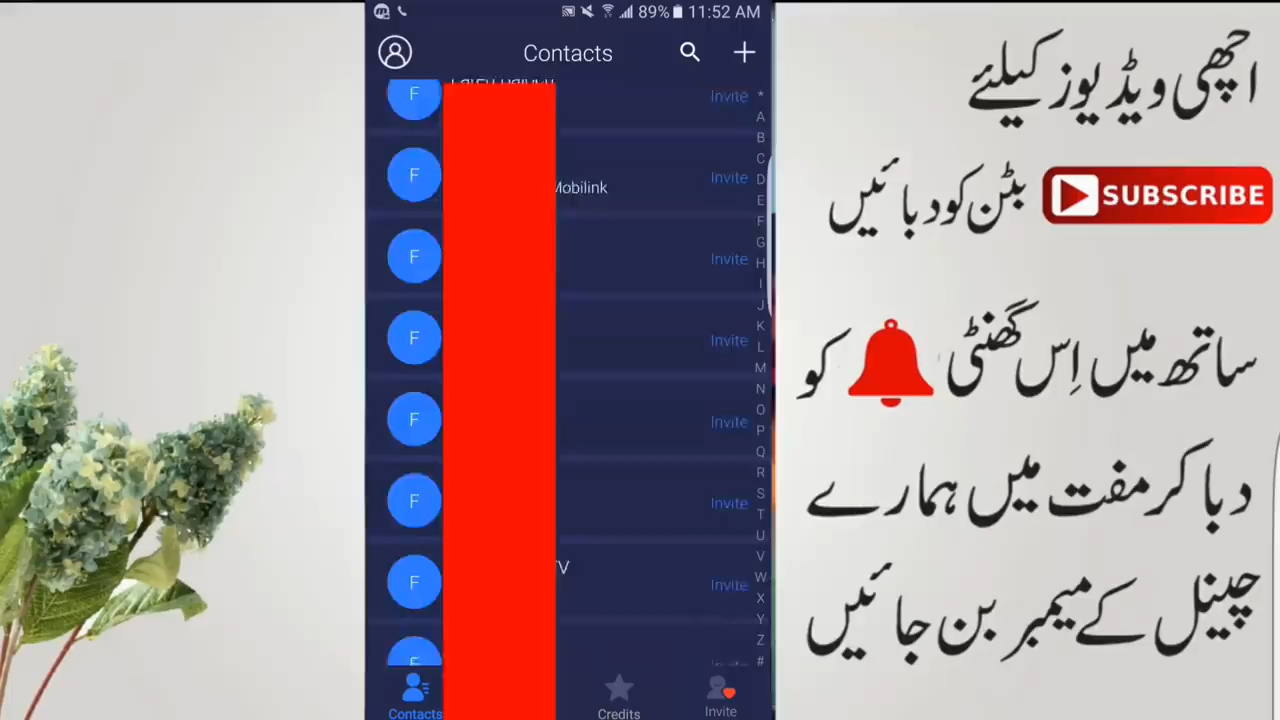 89% 11:52 AM
Contacts
F Invite
F Mobilink Invite
F Invite
F Invite
F Invite
F Invite
F Invite
F
*
A
B
C
D
E
F
G
H
I
J
K
L
M
N
O
P
Q
R
S
T
U
V
W
X
Y
Z
#
Contacts Credits Invite
اچھی ویڈیوز کیلئے
SUBSCRIBE بٹن کو دبائیں
ساتھ میں اِس گھنٹی کو
دبا کر مفت میں ہمارے
چینل کے میمبر بن جائیں